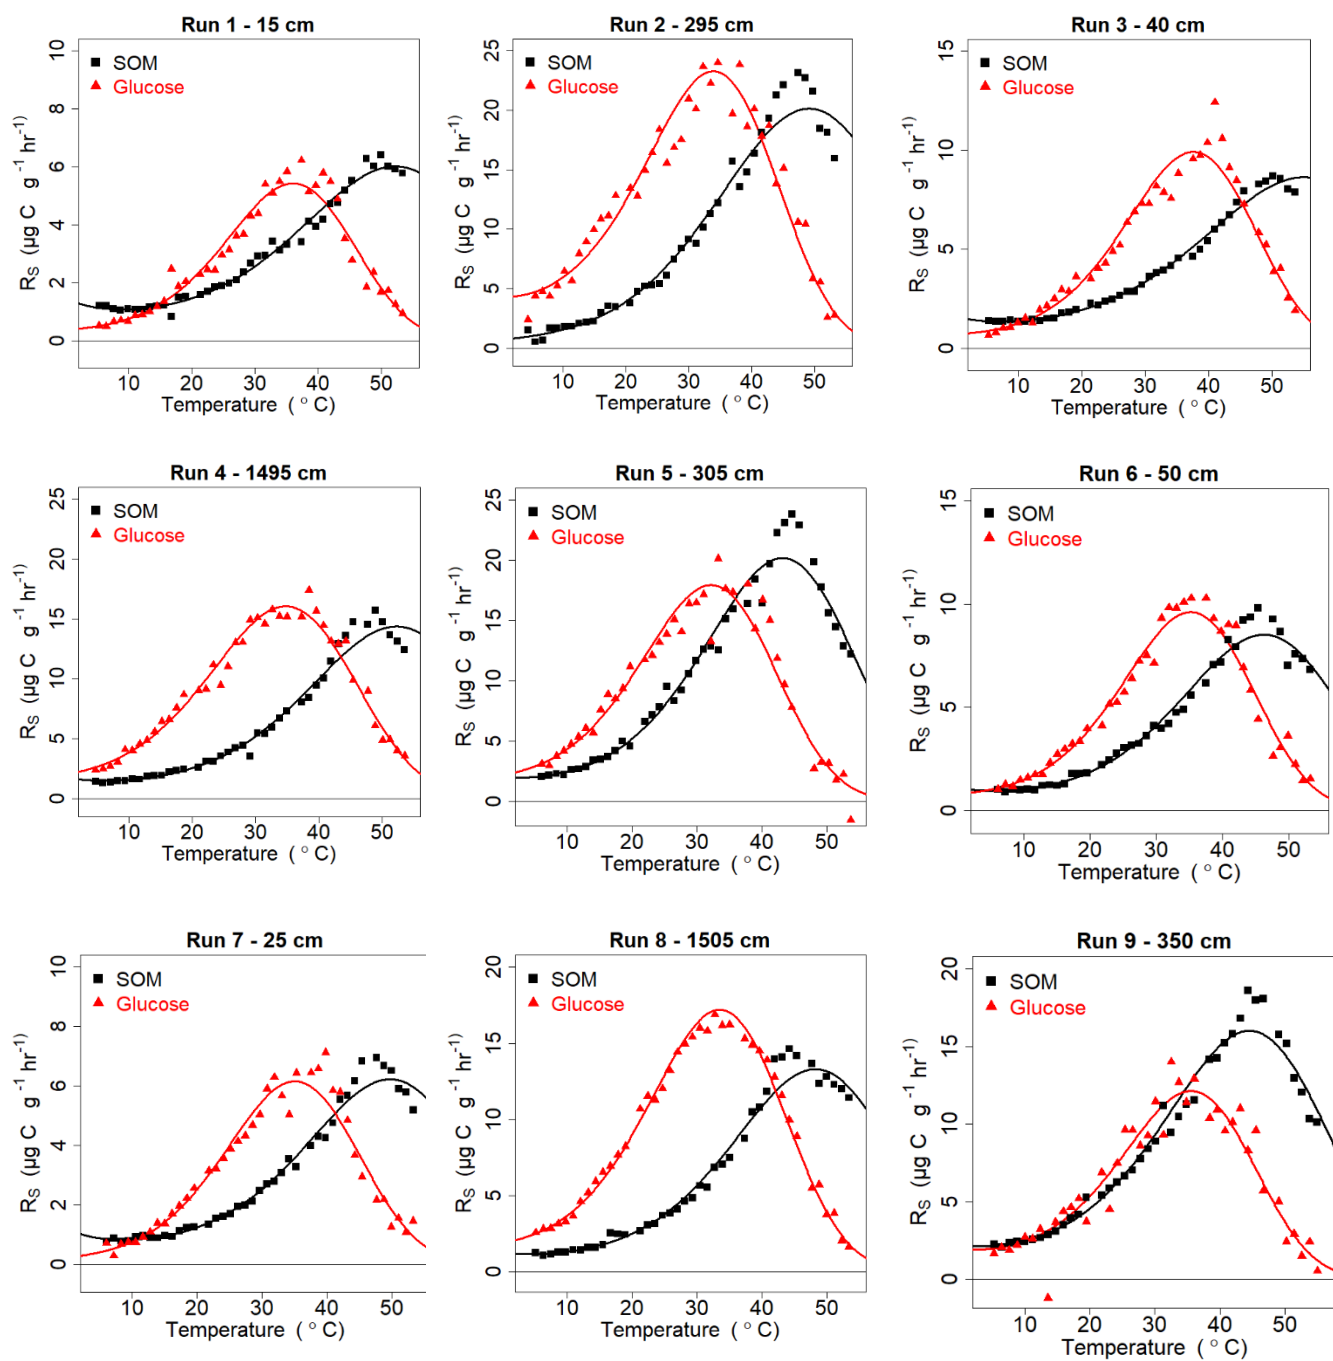 Run 1 - 15 cm
SOM
Glucose
0 2 4 6 8 10
R_S (µg C g⁻¹ hr⁻¹)
10 20 30 40 50
Temperature (°C)
Run 2 - 295 cm
SOM
Glucose
0 5 10 15 20 25
R_S (µg C g⁻¹ hr⁻¹)
10 20 30 40 50
Temperature (°C)
Run 3 - 40 cm
SOM
Glucose
0 5 10 15
R_S (µg C g⁻¹ hr⁻¹)
10 20 30 40 50
Temperature (°C)
Run 4 - 1495 cm
SOM
Glucose
0 5 10 15 20 25
R_S (µg C g⁻¹ hr⁻¹)
10 20 30 40 50
Temperature (°C)
Run 5 - 305 cm
SOM
Glucose
0 5 10 15 20 25
R_S (µg C g⁻¹ hr⁻¹)
10 20 30 40 50
Temperature (°C)
Run 6 - 50 cm
SOM
Glucose
0 5 10 15
R_S (µg C g⁻¹ hr⁻¹)
10 20 30 40 50
Temperature (°C)
Run 7 - 25 cm
SOM
Glucose
0 2 4 6 8 10
R_S (µg C g⁻¹ hr⁻¹)
10 20 30 40 50
Temperature (°C)
Run 8 - 1505 cm
SOM
Glucose
0 5 10 15 20
R_S (µg C g⁻¹ hr⁻¹)
10 20 30 40 50
Temperature (°C)
Run 9 - 350 cm
SOM
Glucose
0 5 10 15 20
R_S (µg C g⁻¹ hr⁻¹)
10 20 30 40 50
Temperature (°C)